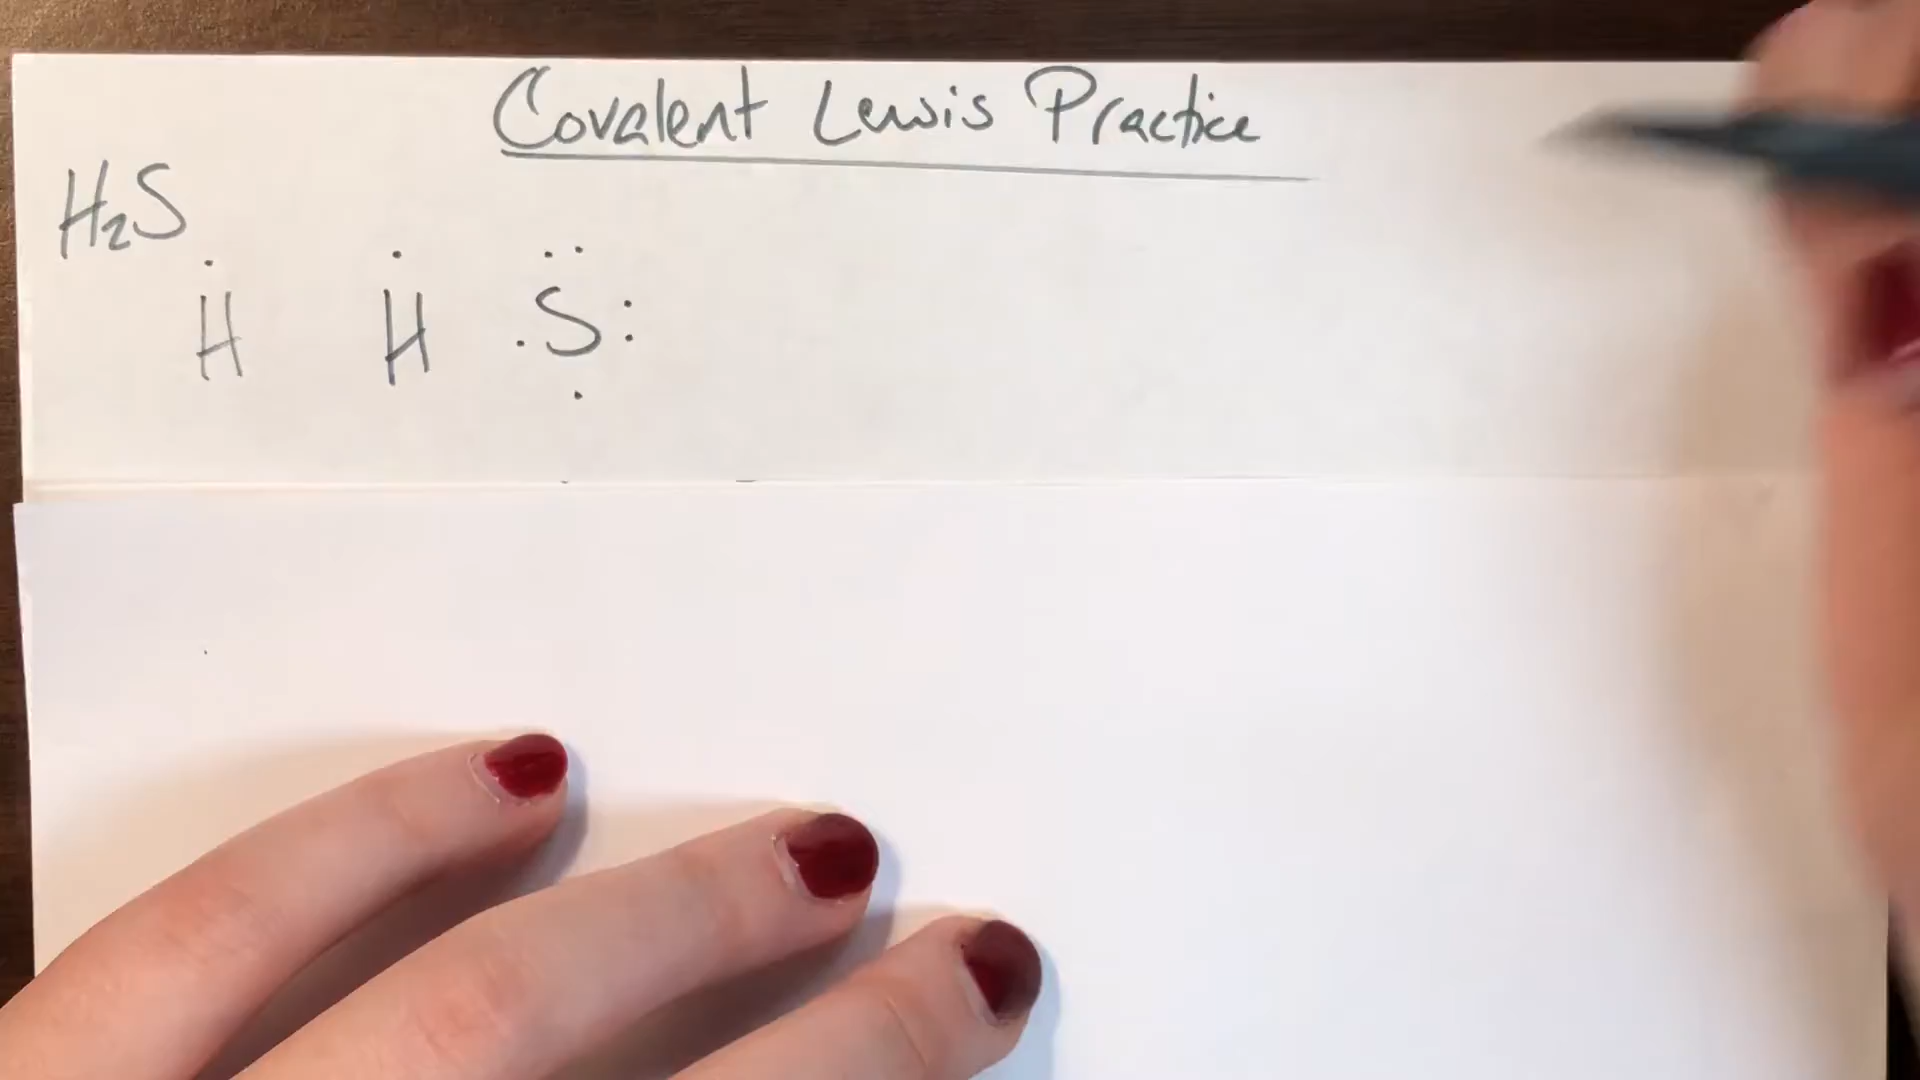 Covalent Lewis Practice
H₂S
H H S